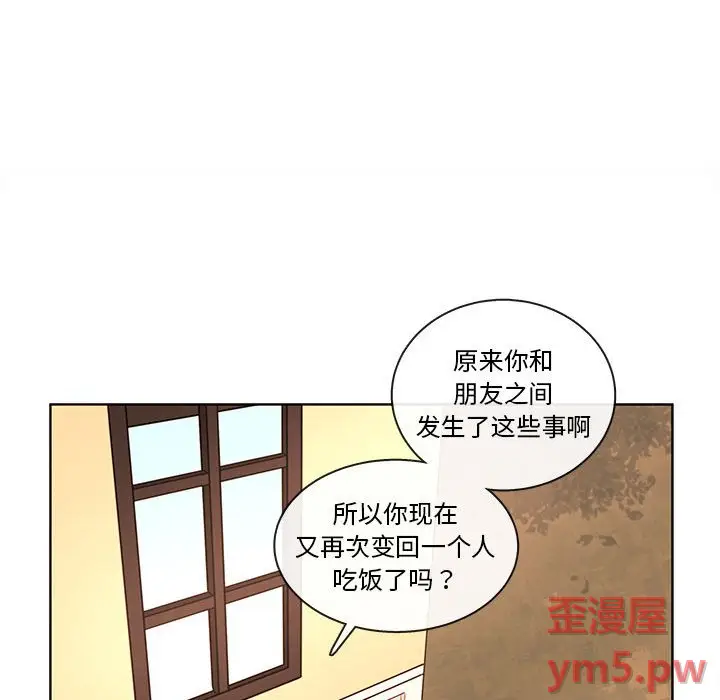 原来你和
朋友之间
发生了这些事啊
所以你现在
又再次变回一个人
吃饭了吗？
歪漫屋
ym5.pw